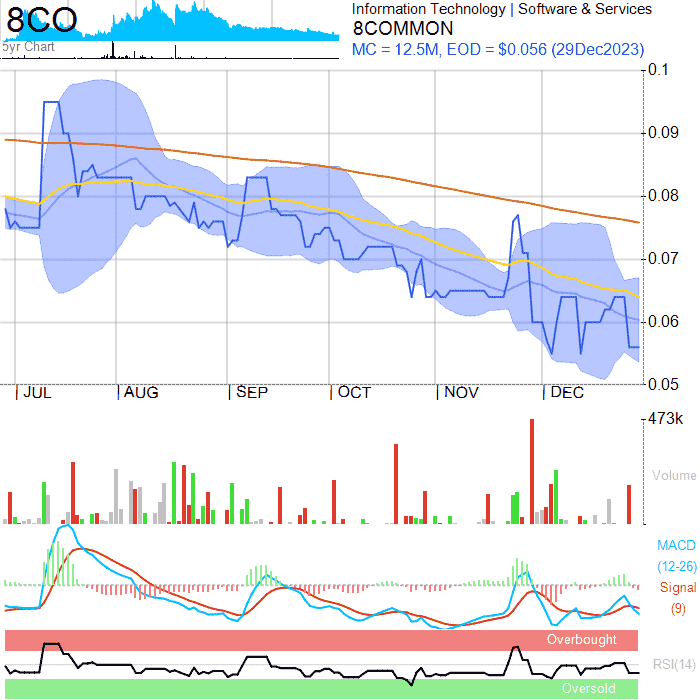 8CO
5yr Chart
Information Technology | Software & Services
8COMMON
MC = 12.5M, EOD = $0.056 (29Dec2023)
0.1
0.09
0.08
0.07
0.06
0.05
JUL AUG SEP OCT NOV DEC
473k
Volume
MACD
(12-26)
Signal
(9)
Overbought
RSI(14)
Oversold